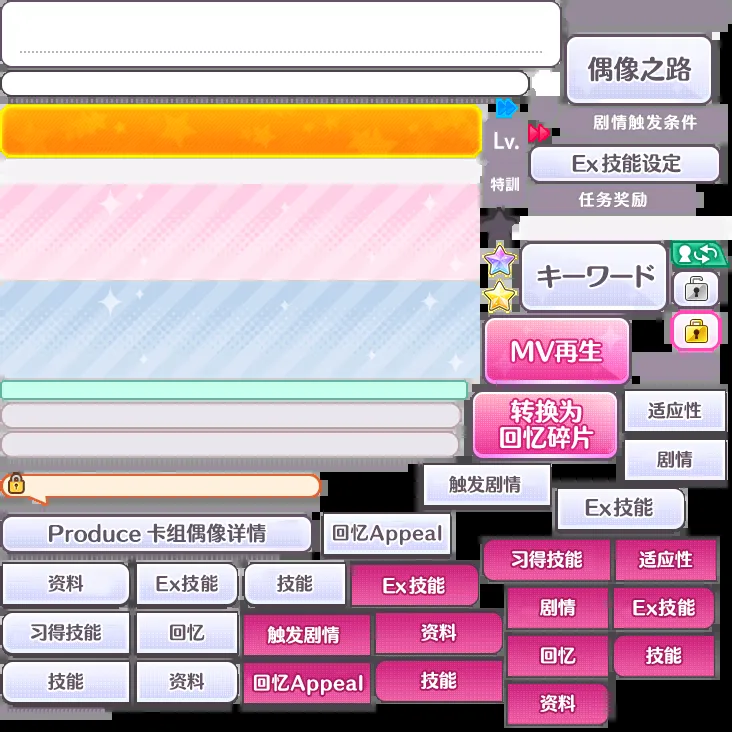 偶像之路
剧情触发条件
Lv.
Ex技能设定
特訓
任务奖励
キーワード
MV再生
转换为
回忆碎片
适应性
剧情
触发剧情
Ex技能
Produce 卡组偶像详情
回忆Appeal
习得技能
适应性
资料
Ex技能
技能
Ex技能
剧情
Ex技能
习得技能
回忆
触发剧情
资料
回忆
技能
技能
资料
回忆Appeal
技能
资料